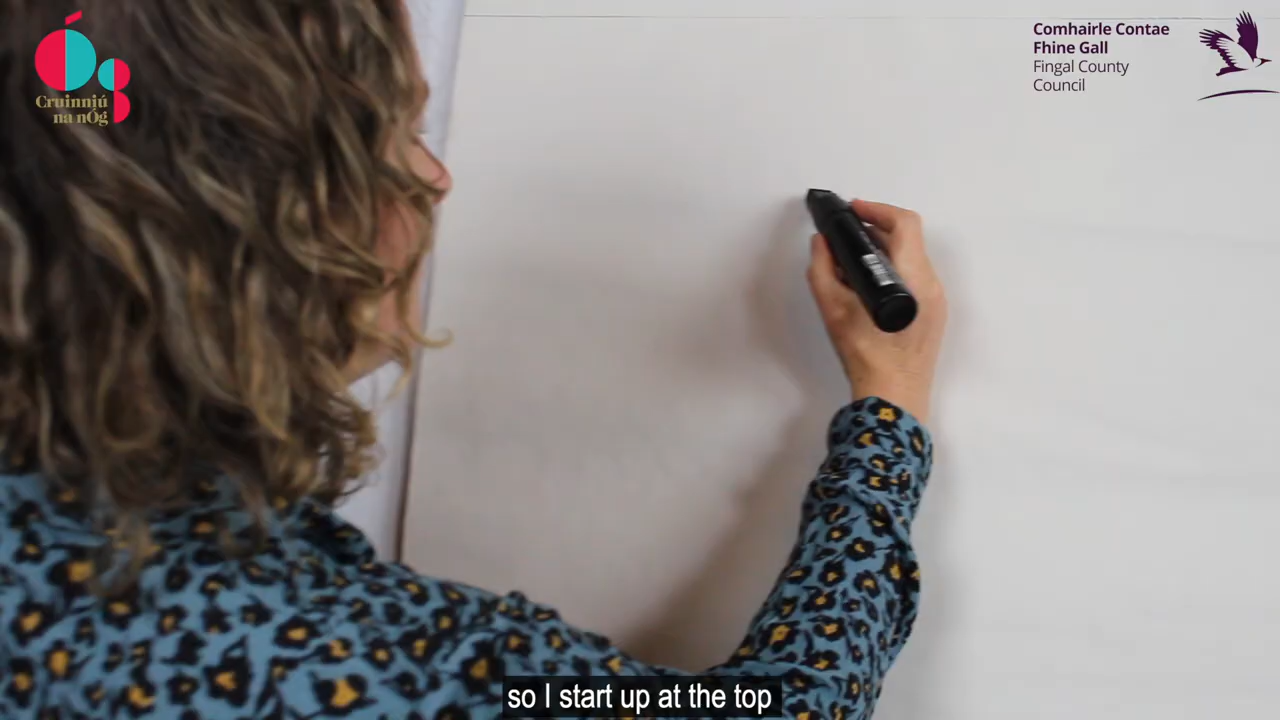 Cruinniú
na nÓg
Comhairle Contae
Fhine Gall
Fingal County
Council
so I start up at the top